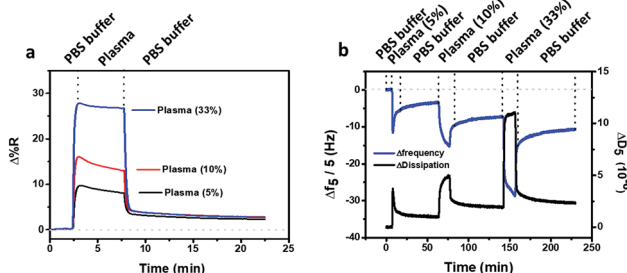 a
PBS buffer
Plasma
PBS buffer
Δ%R
30
20
10
0
Plasma (33%)
Plasma (10%)
Plasma (5%)
0 5 10 15 20 25
Time (min)
b
PBS buffer
Plasma (5%)
PBS buffer
Plasma (10%)
PBS buffer
Plasma (33%)
PBS buffer
Δf5 / 5 (Hz)
5
0
-10
-20
-30
-40
Δfrequency
ΔDissipation
15
10
5
0
ΔD5 (10⁻⁶)
0 50 100 150 200 250
Time (min)